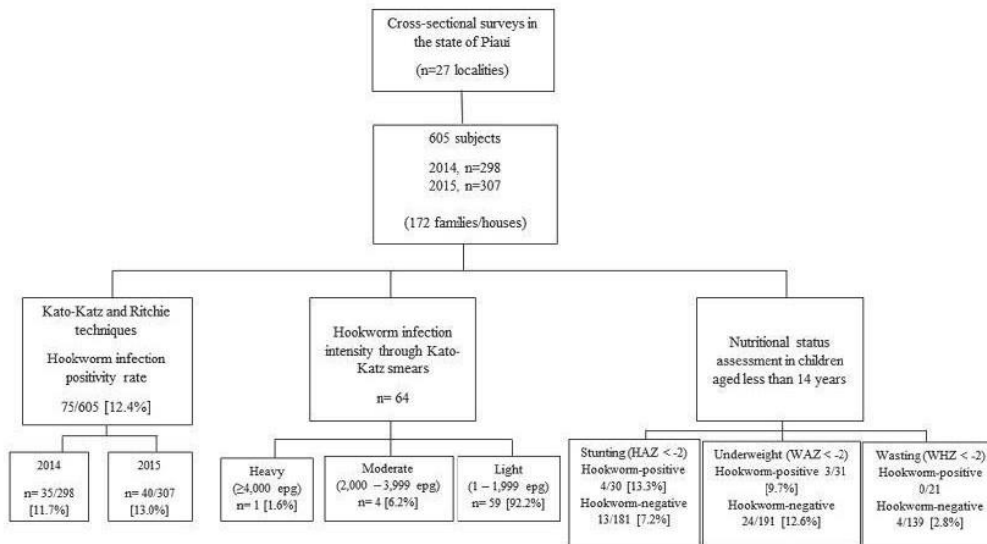 Cross-sectional surveys in
the state of Piaui
(n=27 localities)
605 subjects
2014, n=298
2015, n=307
(172 families/houses)
Kato-Katz and Ritchie
techniques
Hookworm infection
positivity rate
75/605 [12.4%]
2014
n= 35/298
[11.7%]
2015
n= 40/307
[13.0%]
Hookworm infection
intensity through Kato-
Katz smears
n= 64
Heavy
(≥4,000 epg)
n= 1 [1.6%]
Moderate
(2,000 –3,999 epg)
n= 4 [6.2%]
Light
(1 – 1,999 epg)
n= 59 [92.2%]
Nutritional status
assessment in children
aged less than 14 years
Stunting (HAZ < -2)
Hookworm-positive
4/30 [13.3%]
Hookworm-negative
13/181 [7.2%]
Underweight (WAZ < -2)
Hookworm-positive 3/31
[9.7%]
Hookworm-negative
24/191 [12.6%]
Wasting (WHZ < -2)
Hookworm-positive
0/21
Hookworm-negative
4/139 [2.8%]